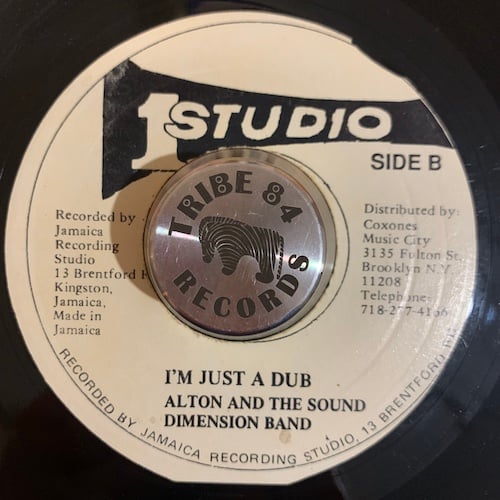 1 STUDIO
SIDE B
Recorded by
Jamaica
Recording
Studio
13 Brentford
Kingston,
Jamaica,
Made in
Jamaica
TRIBE 84
RECORDS
Distributed by:
Coxones
Music City
3135 Fulton St.
Brooklyn N.Y.
11208
Telephone:
I'M JUST A DUB
ALTON AND THE SOUND
DIMENSION BAND
RECORDED BY JAMAICA RECORDING STUDIO, 13 BRENTFORD